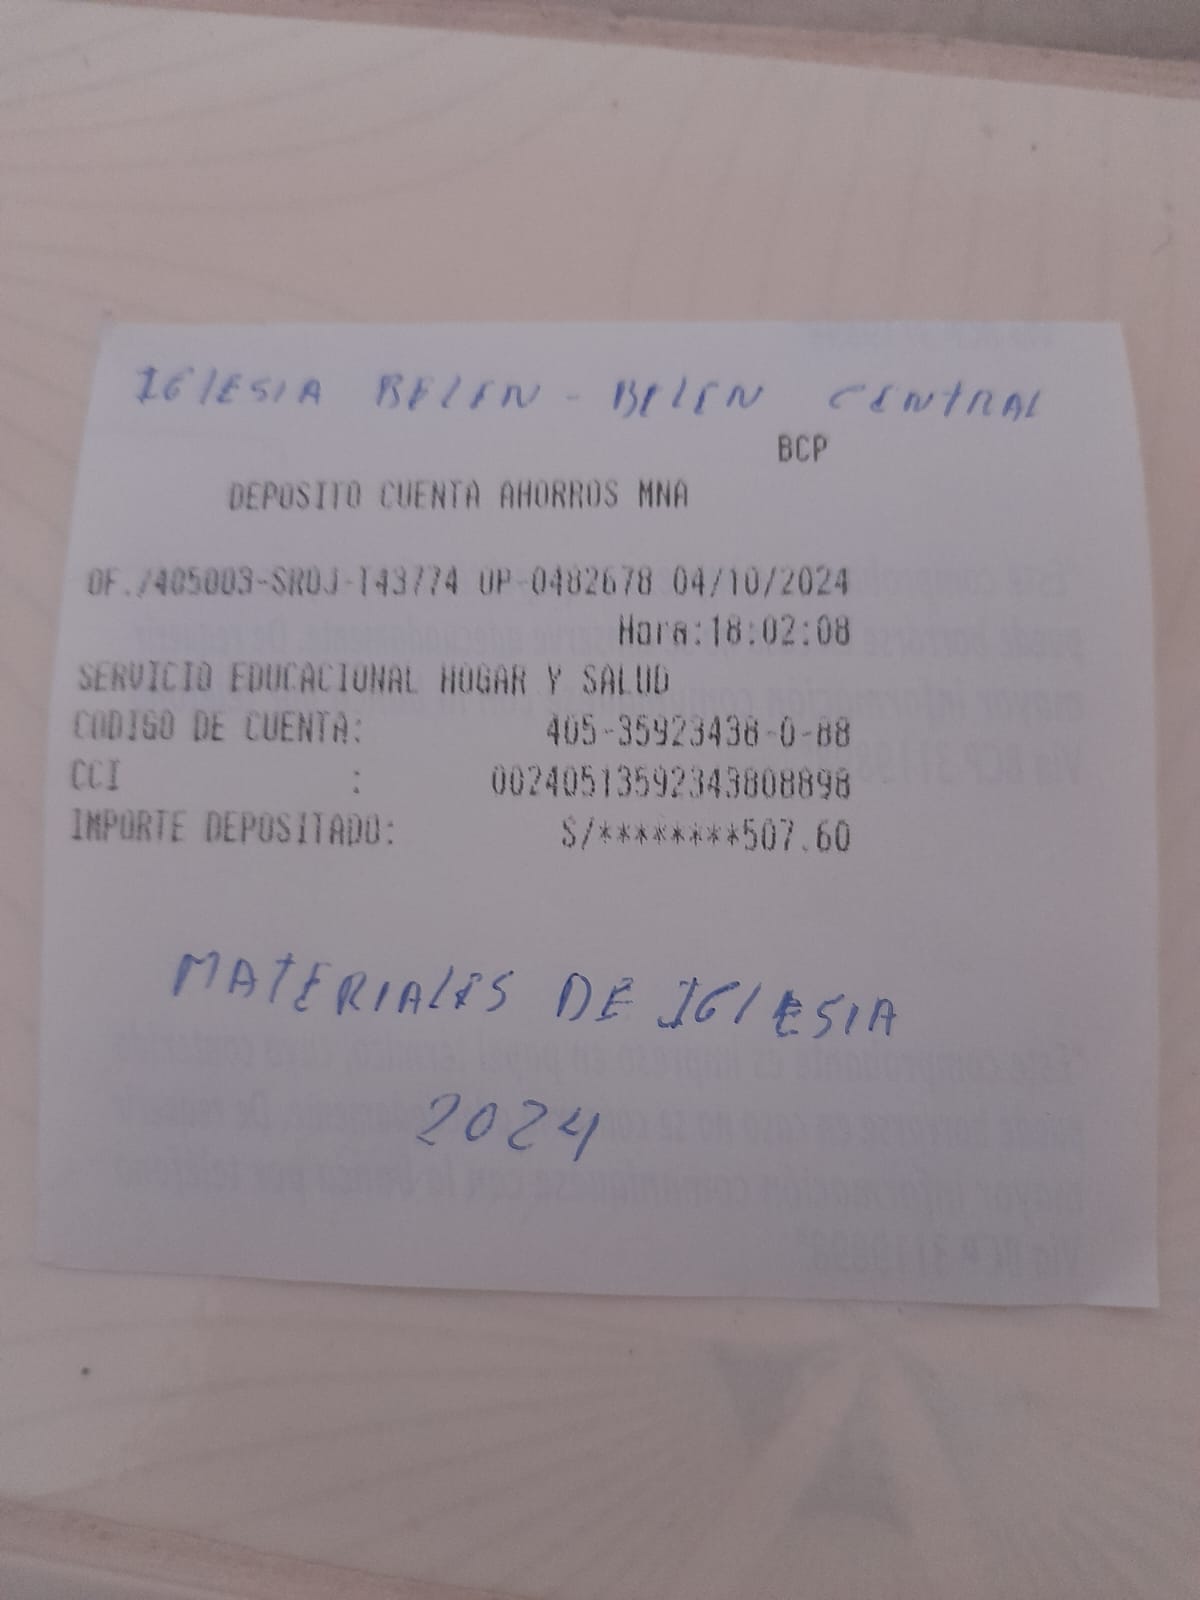 IGLESIA BELEN - BELEN CENTRAL
BCP
DEPOSITO CUENTA AHORROS MNA
OF./405003-SRDJ-T43774 OP-0482678 04/10/2024
Hora:18:02:08
SERVICIO EDUCACIONAL HOGAR Y SALUD
CODIGO DE CUENTA: 405-35923438-0-88
CCI : 00240513592343808898
IMPORTE DEPOSITADO: S/********507.60
MATERIALES DE IGLESIA
2024